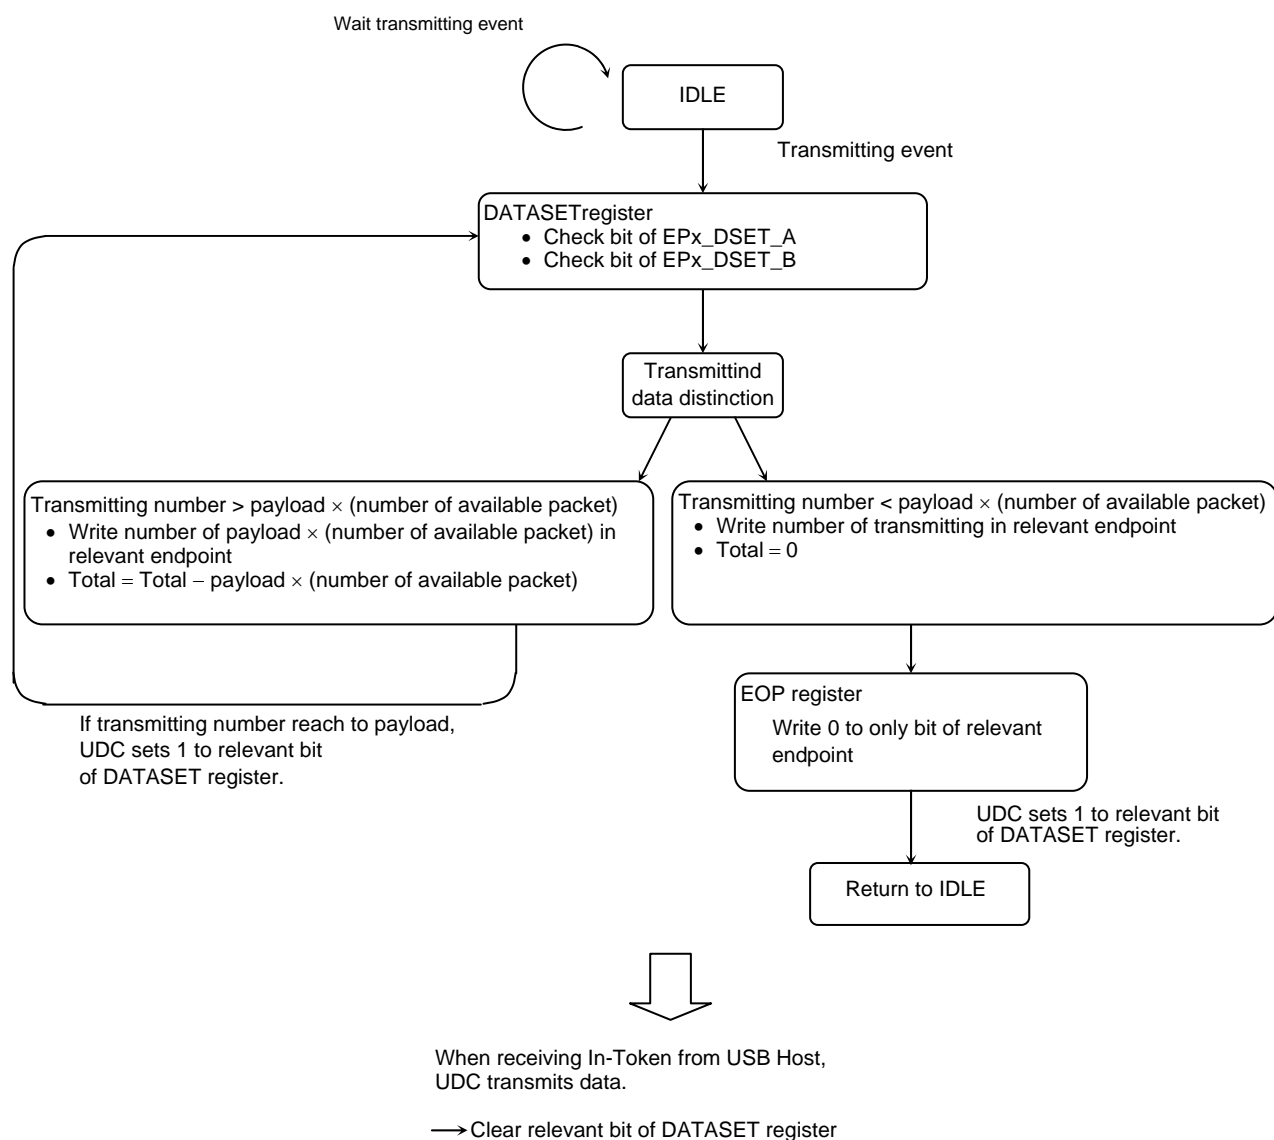 Wait transmitting event
IDLE
Transmitting event
DATASETregister
• Check bit of EPx_DSET_A
• Check bit of EPx_DSET_B
Transmittind
data distinction
Transmitting number > payload × (number of available packet)
• Write number of payload × (number of available packet) in
relevant endpoint
• Total = Total − payload × (number of available packet)
Transmitting number < payload × (number of available packet)
• Write number of transmitting in relevant endpoint
• Total = 0
If transmitting number reach to payload,
UDC sets 1 to relevant bit
of DATASET register.
EOP register
Write 0 to only bit of relevant
endpoint
UDC sets 1 to relevant bit
of DATASET register.
Return to IDLE
When receiving In-Token from USB Host,
UDC transmits data.
Clear relevant bit of DATASET register